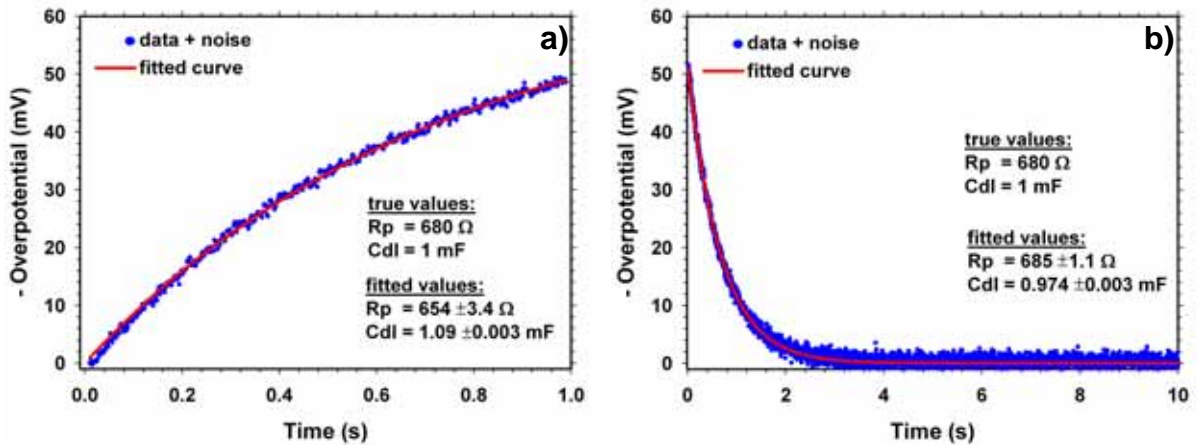 a)
data + noise
fitted curve
- Overpotential (mV)
60
50
40
30
20
10
0
true values:
Rp = 680 Ω
Cdl = 1 mF
fitted values:
Rp = 654 ±3.4 Ω
Cdl = 1.09 ±0.003 mF
0.0 0.2 0.4 0.6 0.8 1.0
Time (s)
b)
data + noise
fitted curve
- Overpotential (mV)
60
50
40
30
20
10
0
true values:
Rp = 680 Ω
Cdl = 1 mF
fitted values:
Rp = 685 ±1.1 Ω
Cdl = 0.974 ±0.003 mF
0 2 4 6 8 10
Time (s)